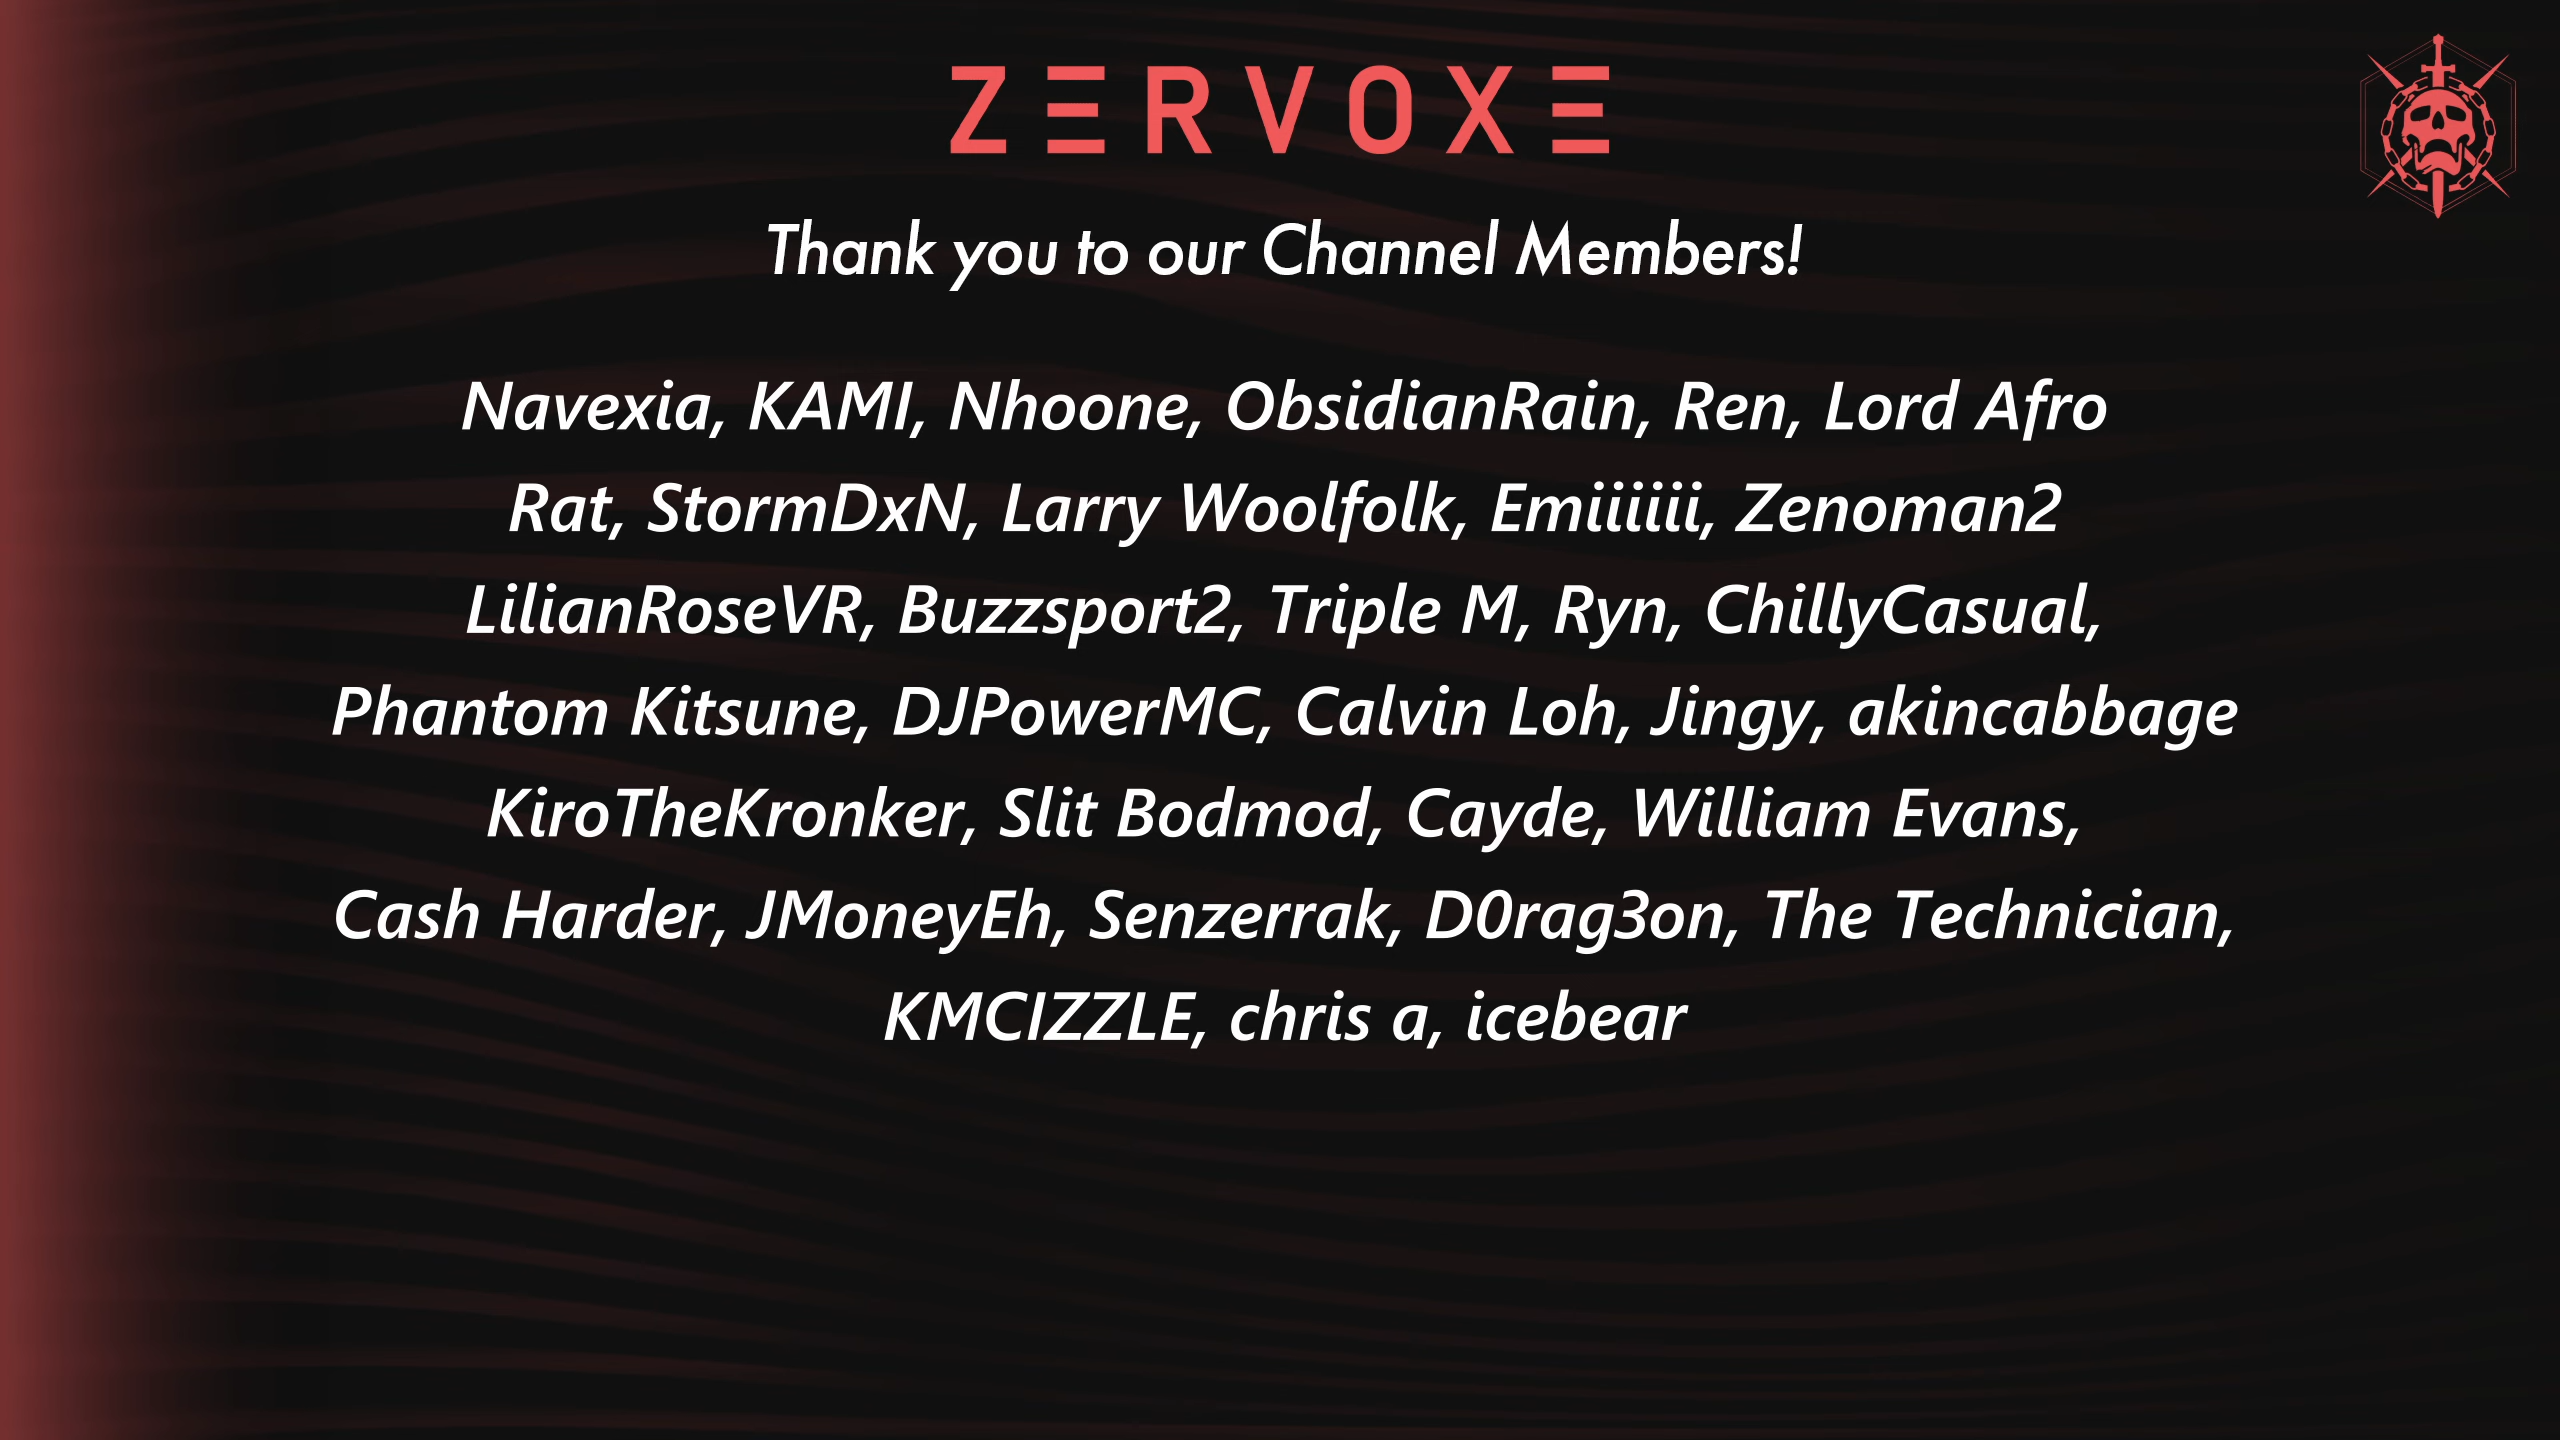 ZERVOXE
Thank you to our Channel Members!
Navexia, KAMI, Nhoone, ObsidianRain, Ren, Lord Afro
Rat, StormDxN, Larry Woolfolk, Emiiiiii, Zenoman2
LilianRoseVR, Buzzsport2, Triple M, Ryn, ChillyCasual,
Phantom Kitsune, DJPowerMC, Calvin Loh, Jingy, akincabbage
KiroTheKronker, Slit Bodmod, Cayde, William Evans,
Cash Harder, JMoneyEh, Senzerrak, D0rag3on, The Technician,
KMCIZZLE, chris a, icebear